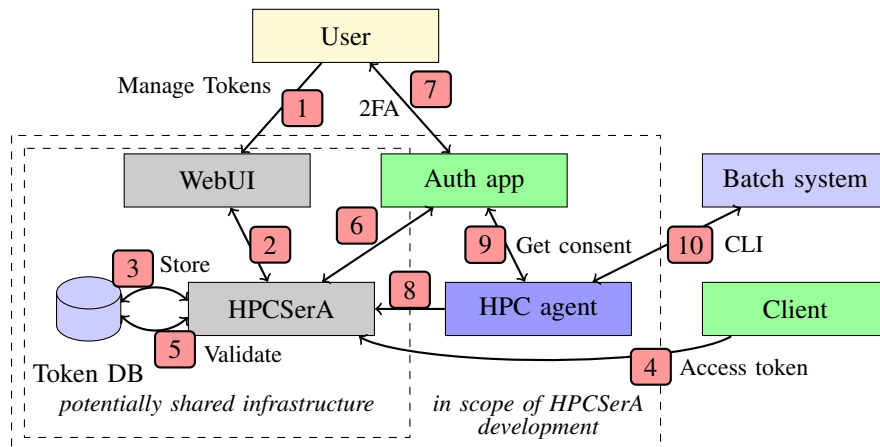 User
Manage Tokens
1
7
2FA
WebUI
Auth app
Batch system
2
6
9
Get consent
10
CLI
3
Store
HPCSerA
8
HPC agent
Client
5
Validate
Token DB
4
Access token
potentially shared infrastructure
in scope of HPCSerA
development